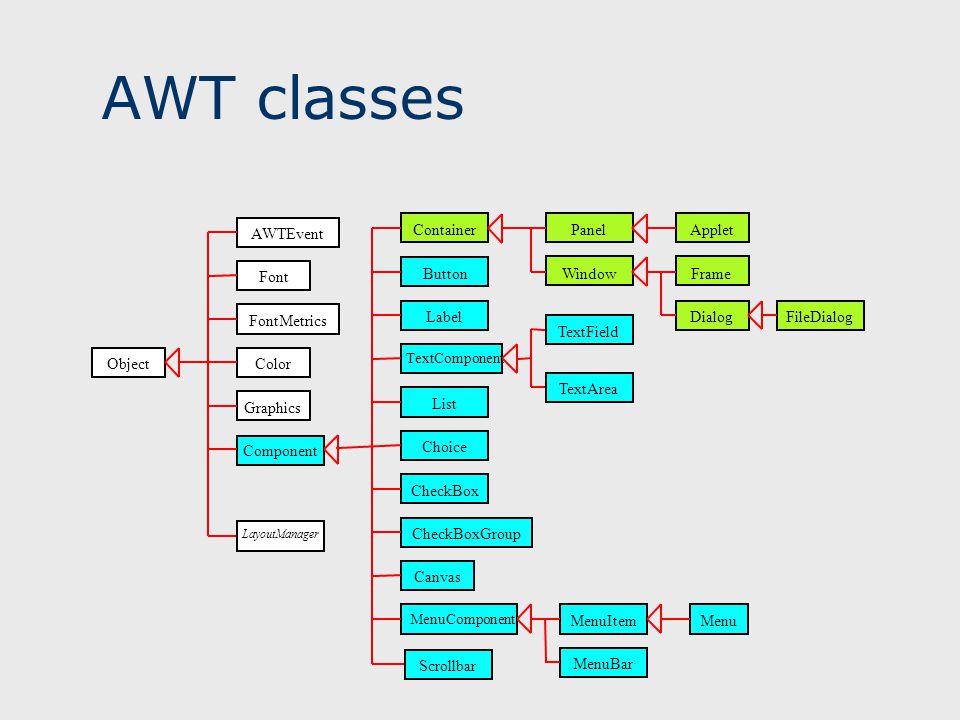 AWT classes
AWTEvent
Font
FontMetrics
Object
Color
Graphics
Component
LayoutManager
Container
Button
Label
TextComponent
List
Choice
CheckBox
CheckBoxGroup
Canvas
MenuComponent
Scrollbar
Panel
Window
TextField
TextArea
MenuItem
MenuBar
Applet
Frame
Dialog
FileDialog
Menu